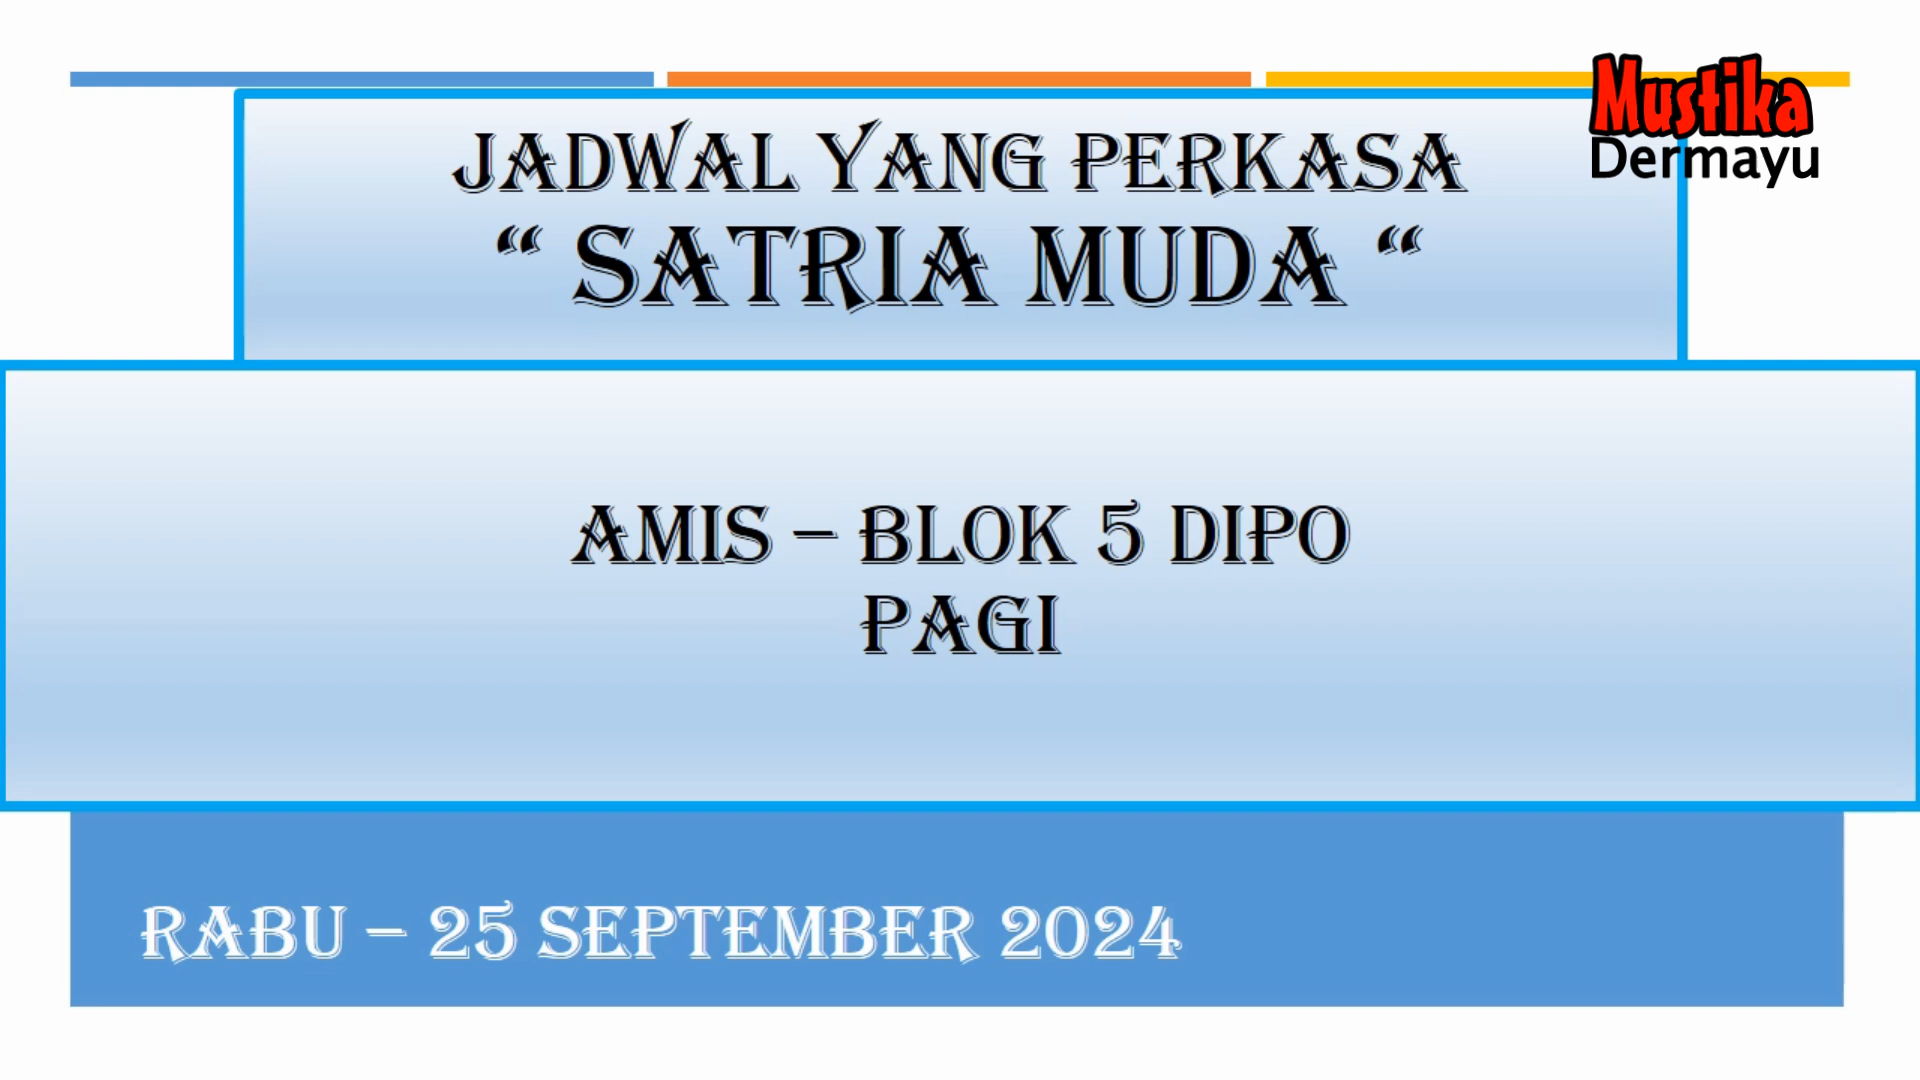 Mustika
Dermayu
JADWAL YANG PERKASA
“ SATRIA MUDA “
AMIS – BLOK 5 DIPO
PAGI
RABU – 25 SEPTEMBER 2024